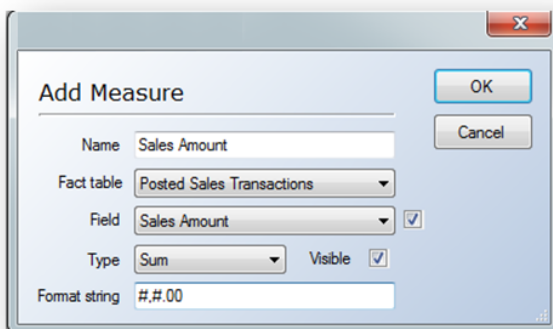 Add Measure
OK
Cancel
Name Sales Amount
Fact table Posted Sales Transactions
Field Sales Amount
Type Sum Visible
Format string #,#.00